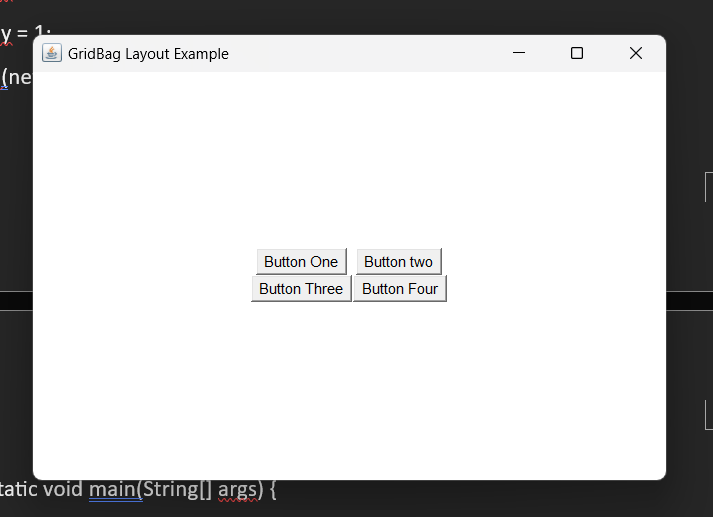 y = 1;
GridBag Layout Example
(ne
Button One Button two
Button Three Button Four
tatic void main(String[] args) {